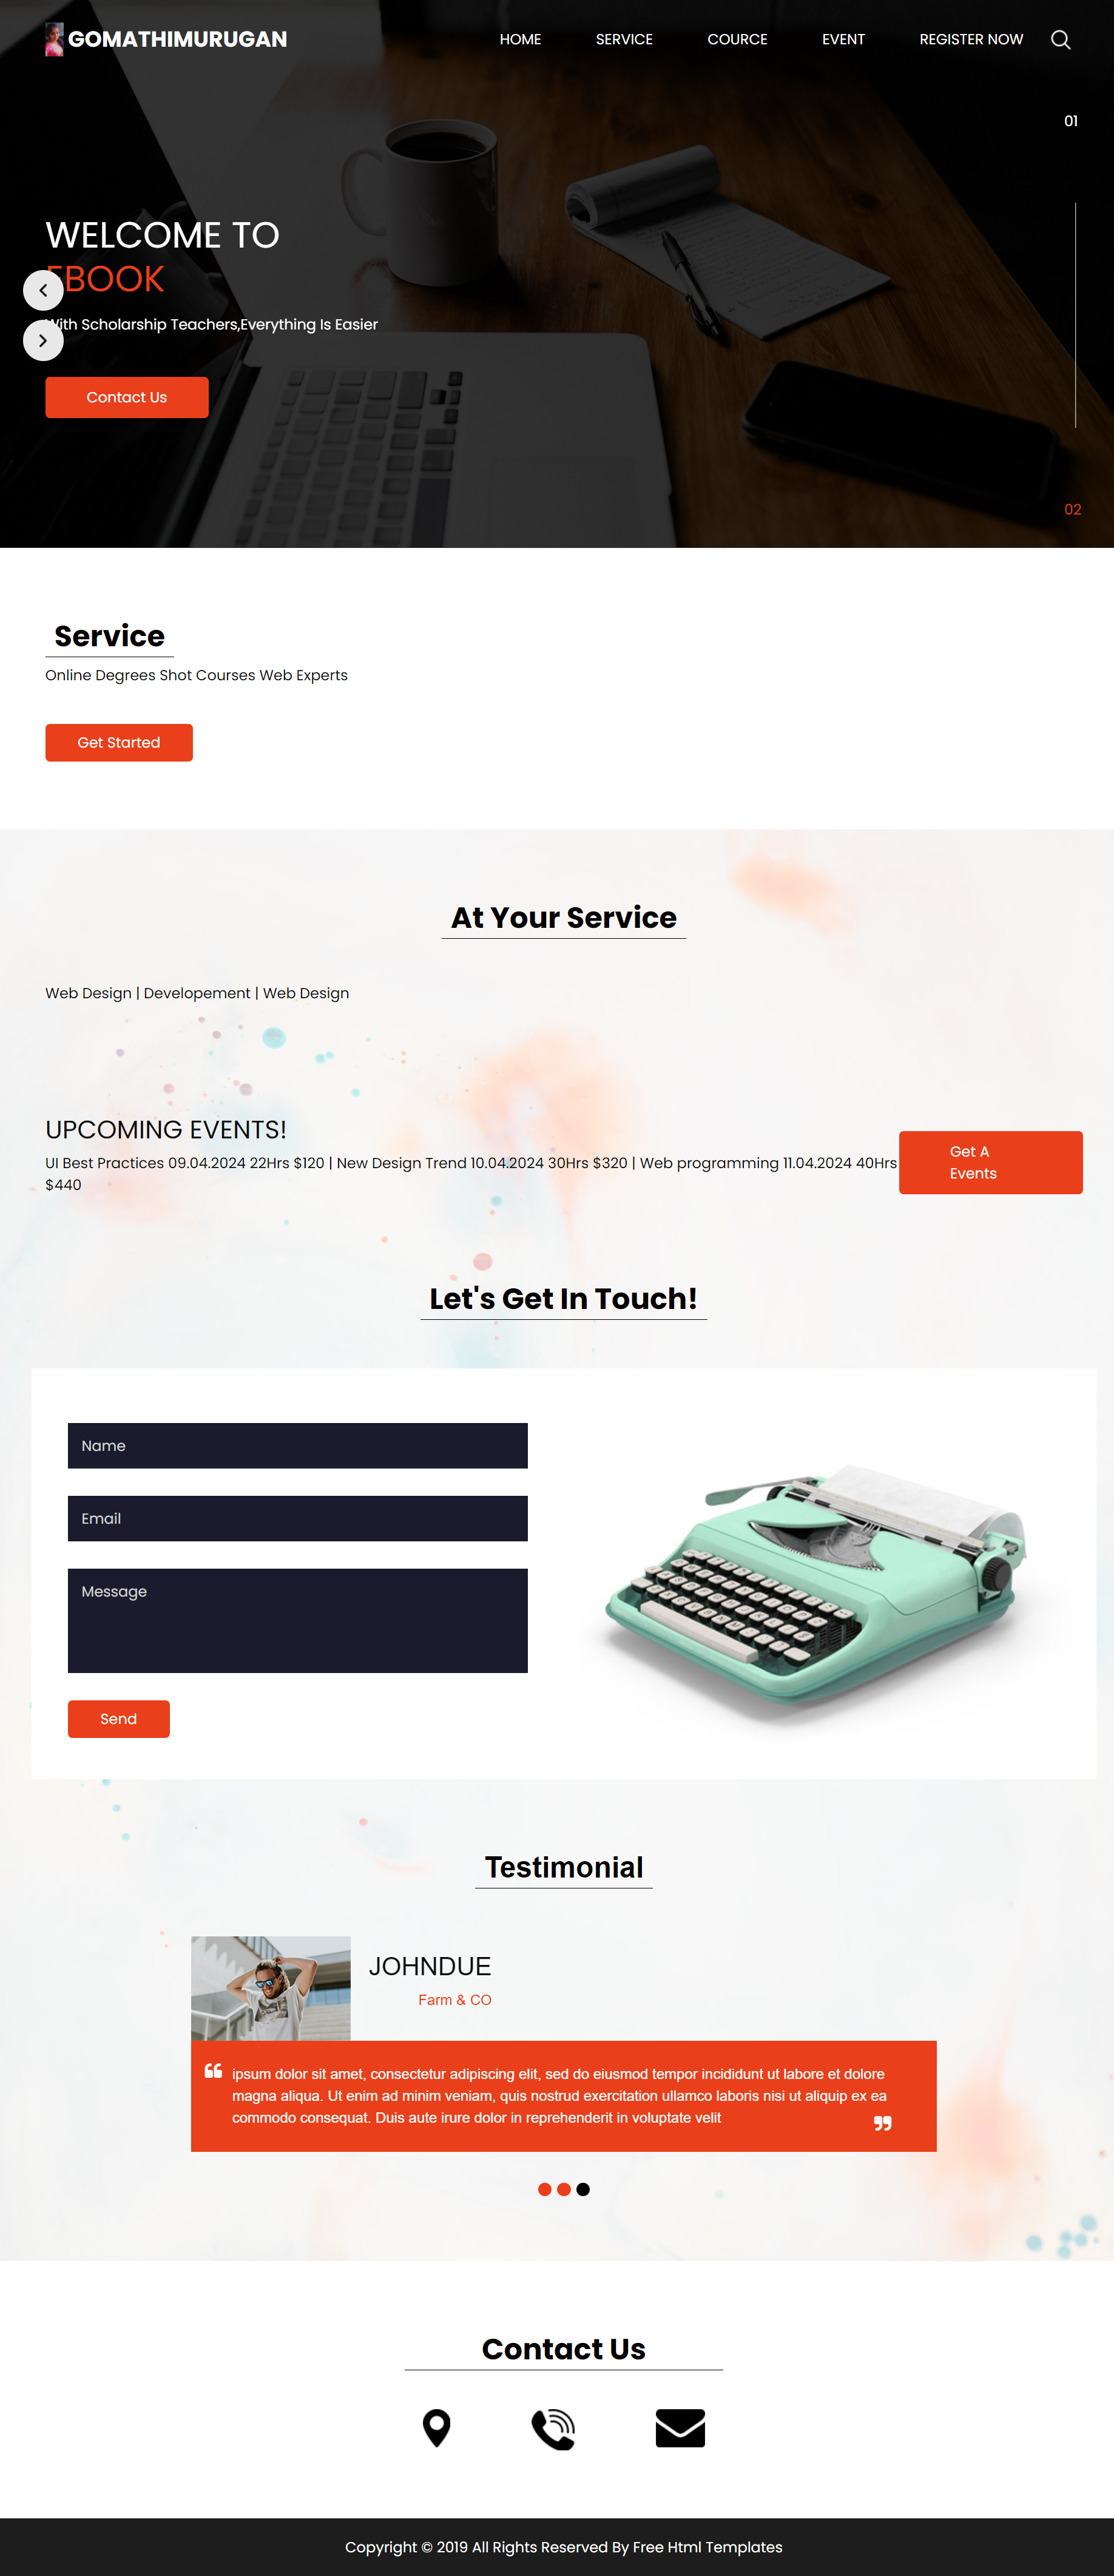 GOMATHIMURUGAN
HOME SERVICE COURCE EVENT REGISTER NOW
01
WELCOME TO
EBOOK
With Scholarship Teachers,Everything Is Easier
Contact Us
02
Service
Online Degrees Shot Courses Web Experts
Get Started
At Your Service
Web Design | Developement | Web Design
UPCOMING EVENTS!
UI Best Practices 09.04.2024 22Hrs $120 | New Design Trend 10.04.2024 30Hrs $320 | Web programming 11.04.2024 40Hrs
$440
Get A
Events
Let's Get In Touch!
Name
Email
Message
Send
Testimonial
JOHNDUE
Farm & CO
ipsum dolor sit amet, consectetur adipiscing elit, sed do eiusmod tempor incididunt ut labore et dolore
magna aliqua. Ut enim ad minim veniam, quis nostrud exercitation ullamco laboris nisi ut aliquip ex ea
commodo consequat. Duis aute irure dolor in reprehenderit in voluptate velit
Contact Us
Copyright © 2019 All Rights Reserved By Free Html Templates